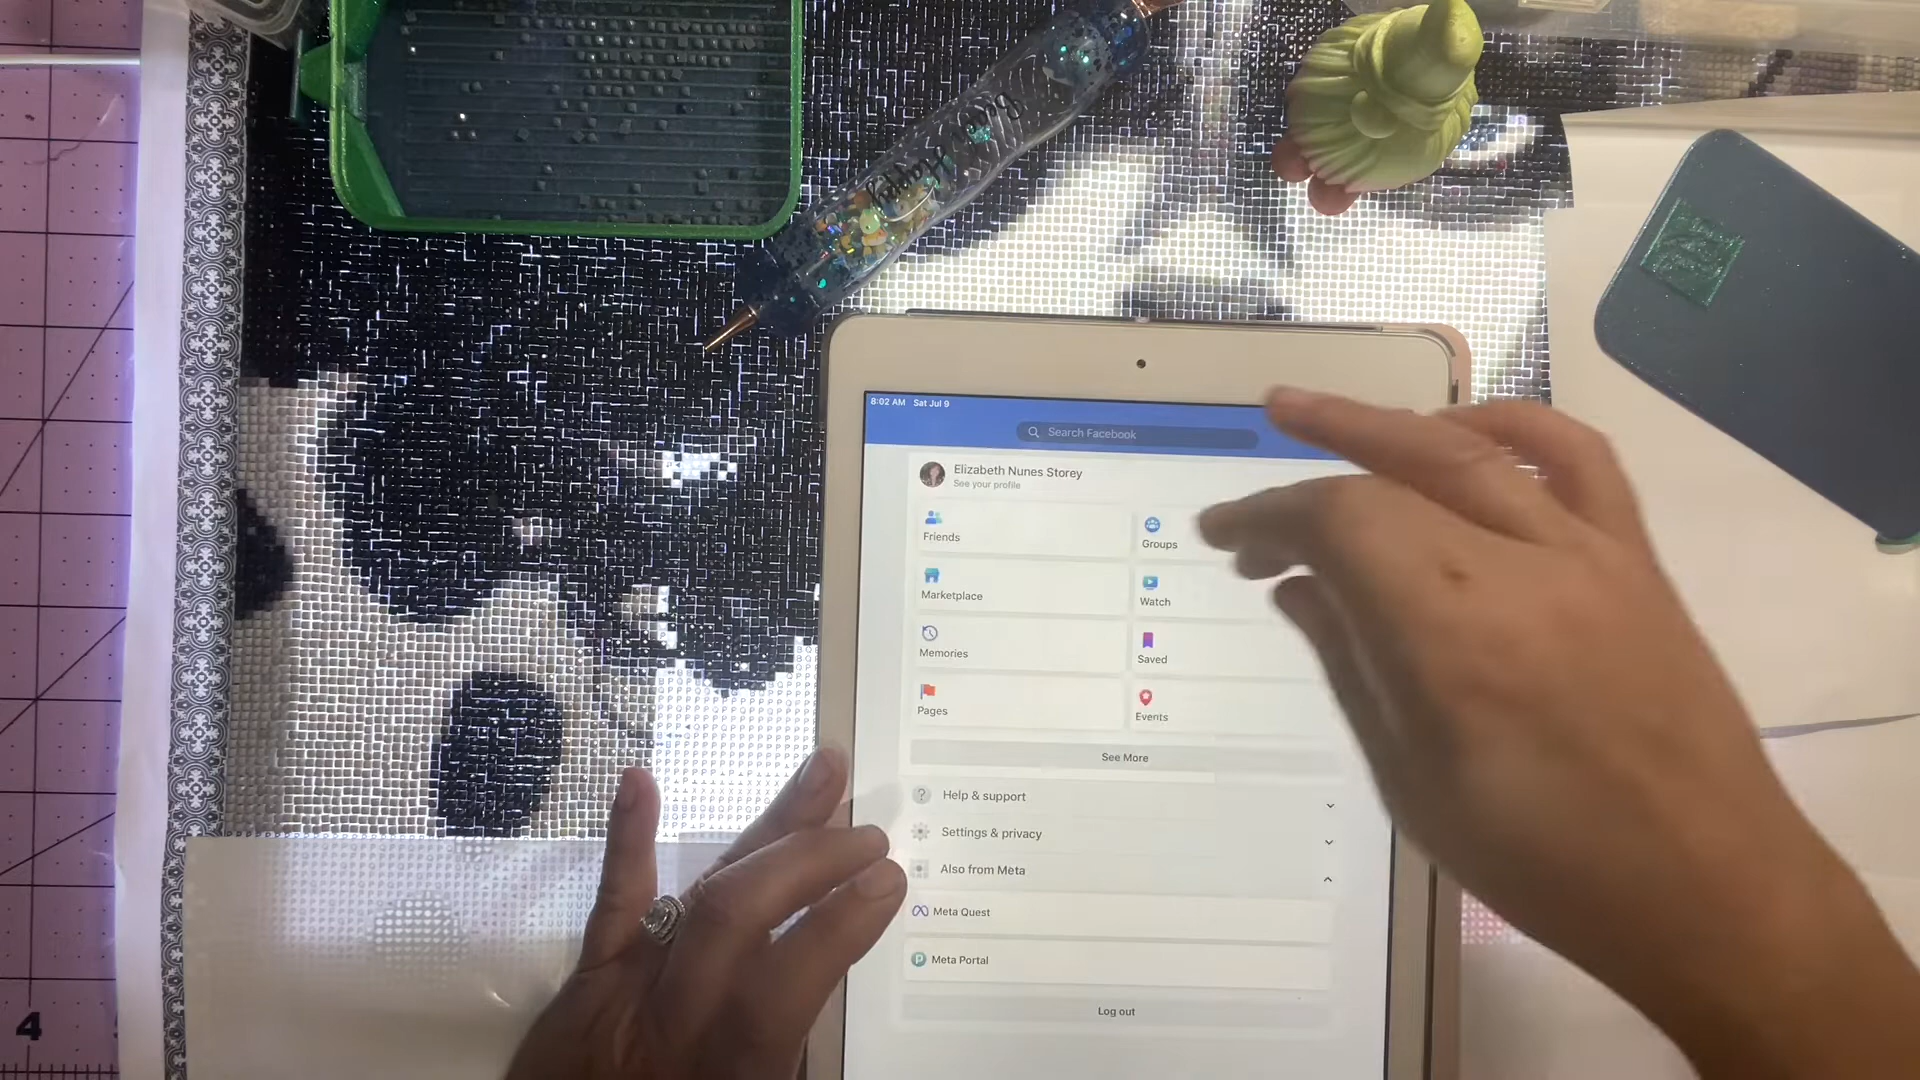 Queen Hayley
8:02 AM Sat Jul 9
Search Facebook
Elizabeth Nunes Storey
See your profile
Friends
Groups
Marketplace
Watch
Memories
Saved
Pages
Events
See More
Help & support
Settings & privacy
Also from Meta
Meta Quest
Meta Portal
Log out
4